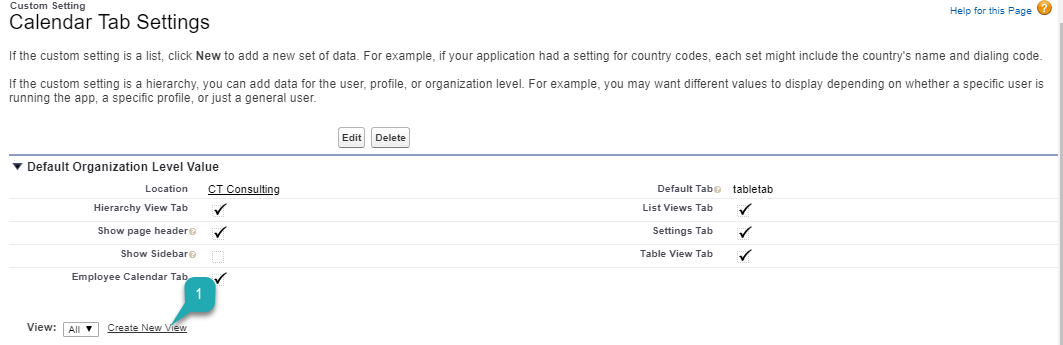 Custom Setting
Calendar Tab Settings
Help for this Page ?
If the custom setting is a list, click New to add a new set of data. For example, if your application had a setting for country codes, each set might include the country's name and dialing code.
If the custom setting is a hierarchy, you can add data for the user, profile, or organization level. For example, you may want different values to display depending on whether a specific user is
running the app, a specific profile, or just a general user.
Edit Delete
Default Organization Level Value
Location CT Consulting Default Tab ? tabletab
Hierarchy View Tab List Views Tab
Show page header ? Settings Tab
Show Sidebar ? Table View Tab
Employee Calendar Tab
1
View: All Create New View